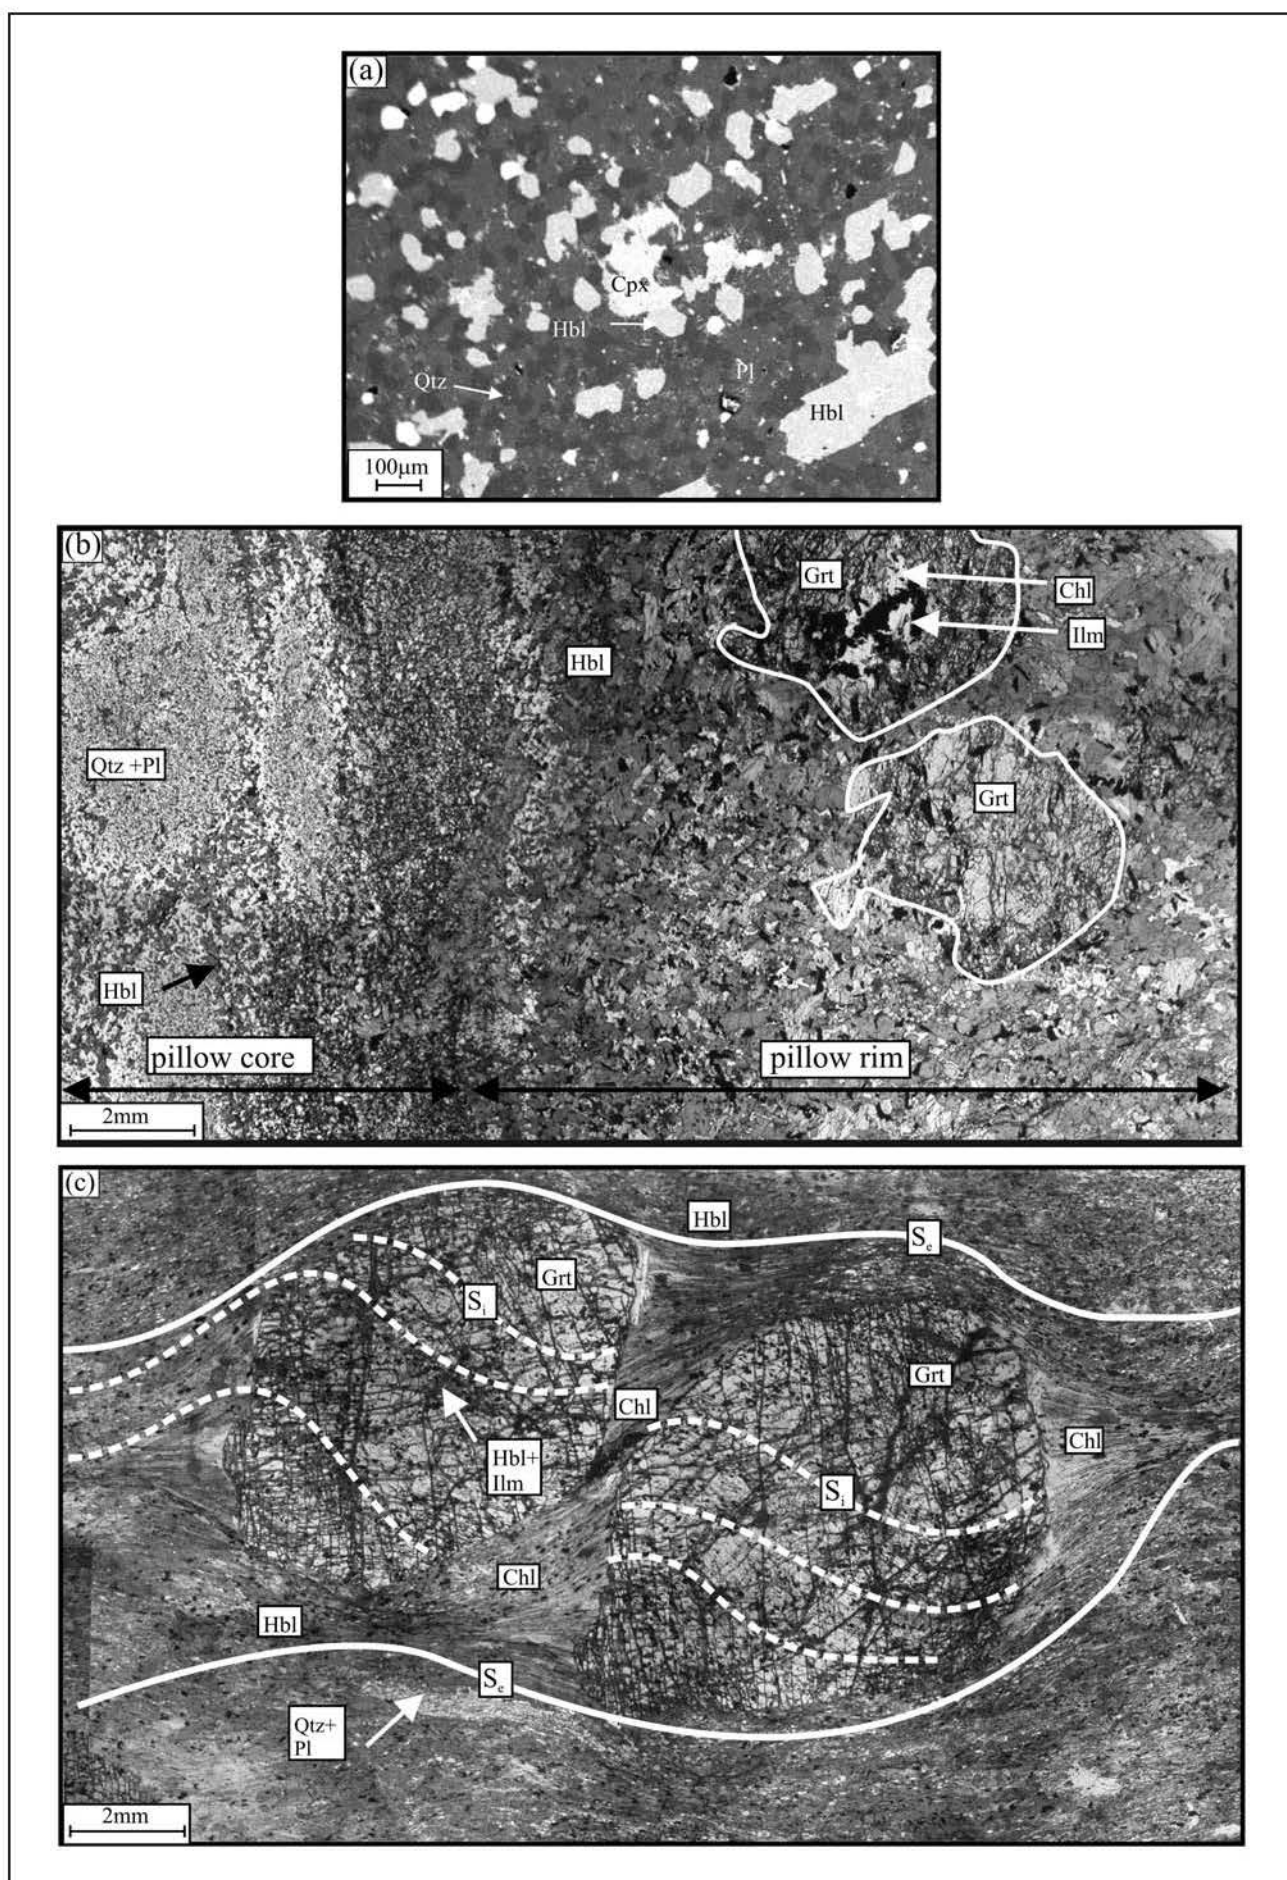 (a)
Cpx
Hbl
Pl
Qtz
Hbl
100μm
(b)
Grt
Chl
Ilm
Hbl
Qtz +Pl
Grt
Hbl
pillow core
pillow rim
2mm
(c)
Hbl
Se
Grt
Si
Grt
Chl
Chl
Hbl+
Ilm
Si
Chl
Hbl
Se
Qtz+
Pl
2mm